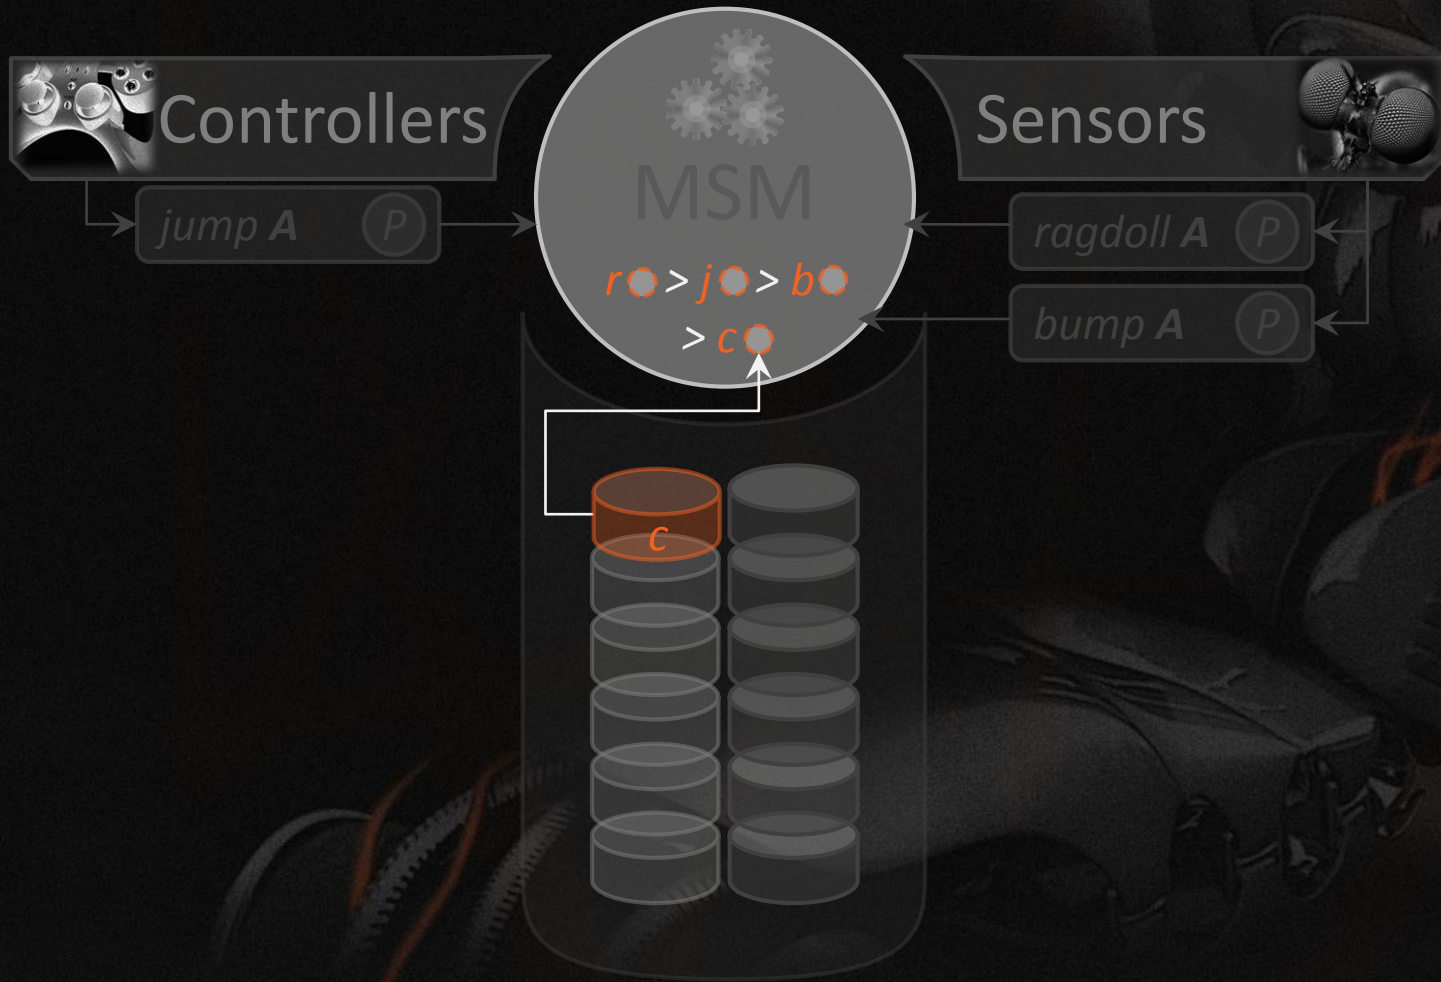 Controllers
Sensors
jump A P
MSM
ragdoll A P
r > j > b
> c
bump A P
c